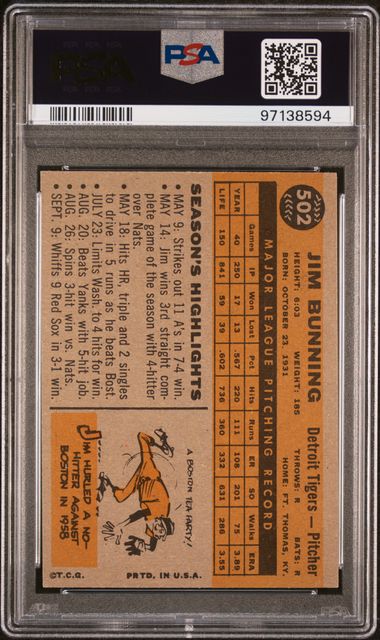 PSA
PSA
97138594
502
JIM BUNNING
Detroit Tigers — Pitcher
HEIGHT: 6:03 WEIGHT: 185 THROWS: R BATS: R
BORN: OCTOBER 23, 1931 HOME: FT. THOMAS, KY.
MAJOR LEAGUE PITCHING RECORD
Games IP Won Lost Pct Hits Runs ER SO Walks ERA
YEAR 40 250 17 13 .567 220 111 108 201 75 3.89
LIFE 150 841 59 39 .602 736 360 332 631 286 3.55
SEASON'S HIGHLIGHTS
• MAY 9: Strikes out 11 A's in 7-4 win.
• MAY 14: Jim wins 3rd straight com-
plete game of the season with 4-hitter
over Nats.
• MAY 18: Hits HR, triple and 2 singles
to drive in 5 runs as he beats Bost.
• JULY 23: Limits Wash. to 4 hits for win.
• AUG. 20: Beats Yanks with 5-hit job.
• AUG. 26: Spins 3-hit win vs. Nats.
• SEPT. 9: Whiffs 9 Red Sox in 3-1 win.
A BOSTON TEA PARTY!
JIM HURLED A NO-
HITTER AGAINST
BOSTON IN 1958
©T.C.G. PRTD. IN U.S.A.